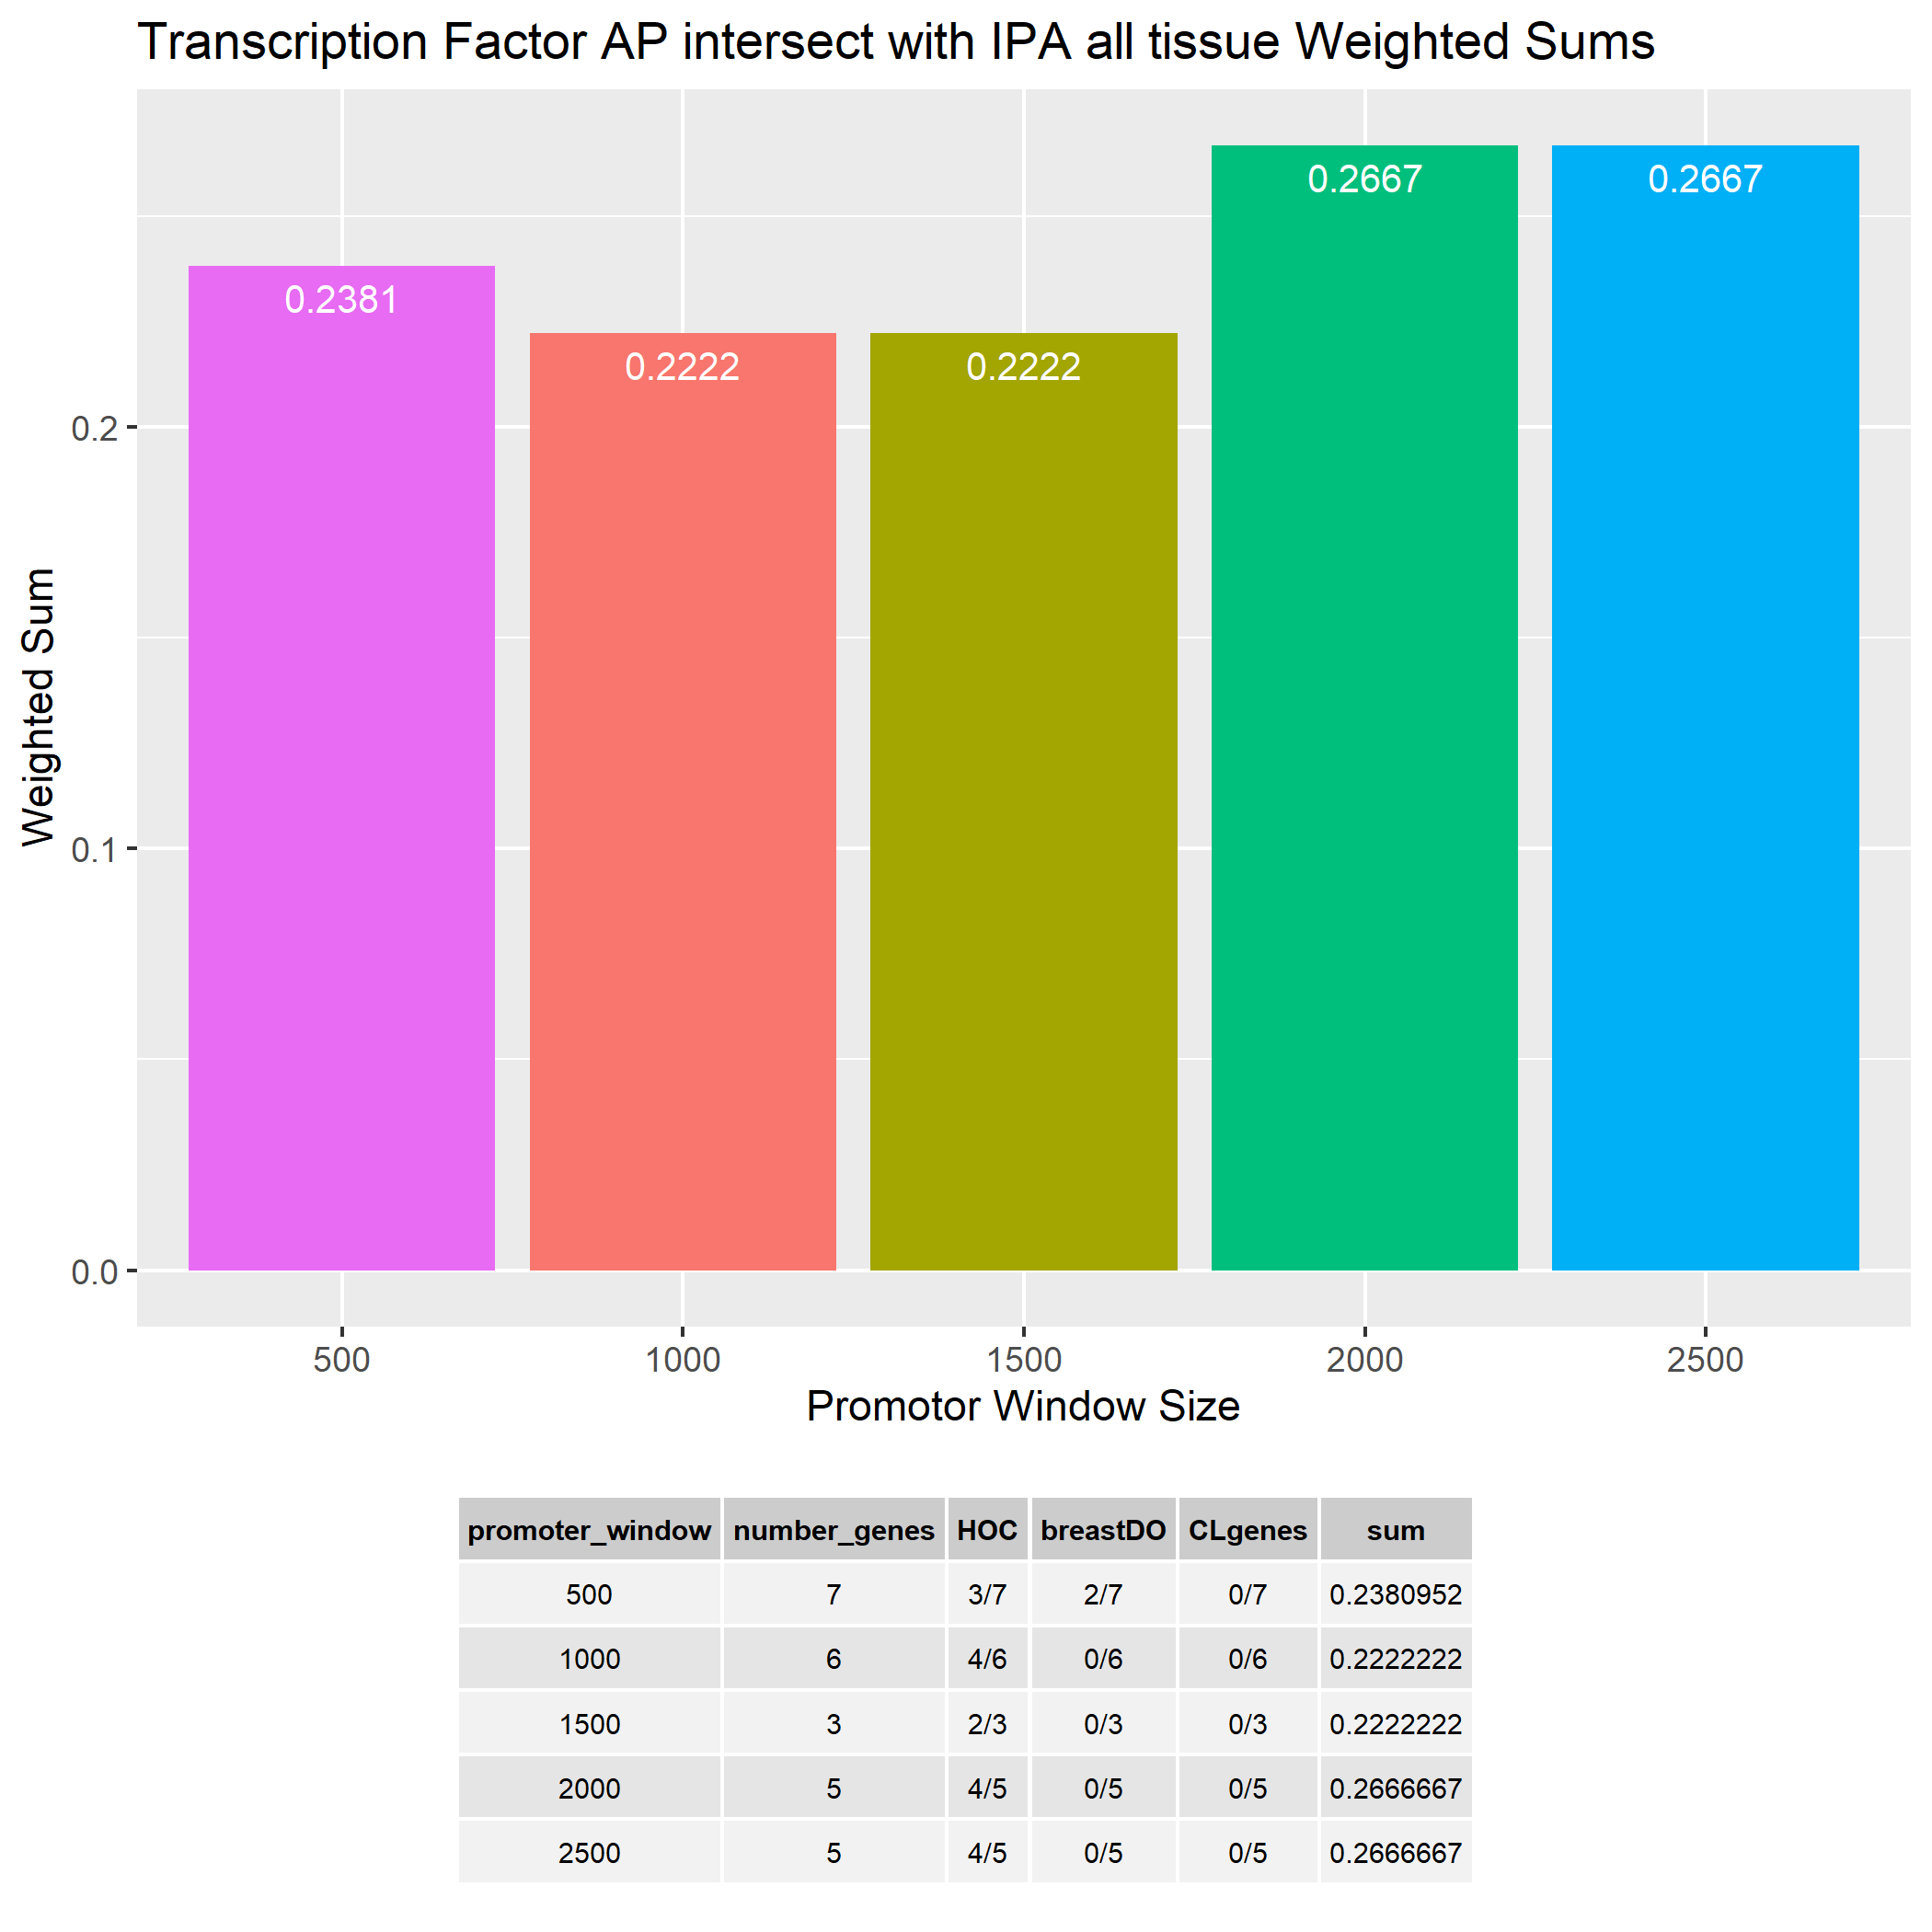 Transcription Factor AP intersect with IPA all tissue Weighted Sums
0.2667 0.2667
0.2381
0.2222 0.2222
0.2
0.1
0.0
Weighted Sum
500 1000 1500 2000 2500
Promotor Window Size
promoter_window number_genes HOC breastDO CLgenes sum
500 7 3/7 2/7 0/7 0.2380952
1000 6 4/6 0/6 0/6 0.2222222
1500 3 2/3 0/3 0/3 0.2222222
2000 5 4/5 0/5 0/5 0.2666667
2500 5 4/5 0/5 0/5 0.2666667